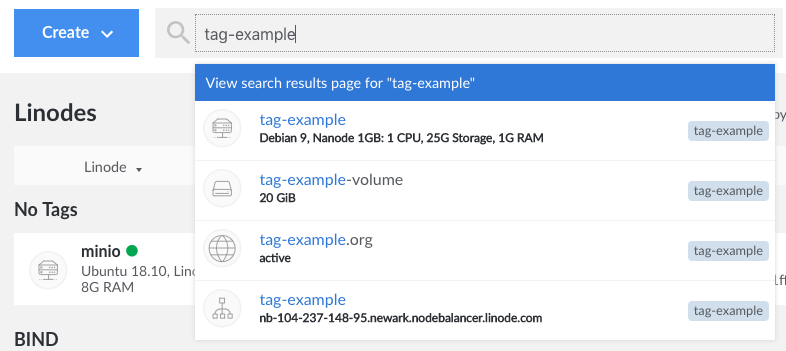 Create
tag-example
View search results page for "tag-example"
Linodes
tag-example
Debian 9, Nanode 1GB: 1 CPU, 25G Storage, 1G RAM
tag-example
by
Linode
tag-example-volume
20 GiB
tag-example
No Tags
tag-example.org
active
tag-example
minio
Ubuntu 18.10,
8G RAM
tag-example
nb-104-237-148-95.newark.nodebalancer.linode.com
tag-example
BIND